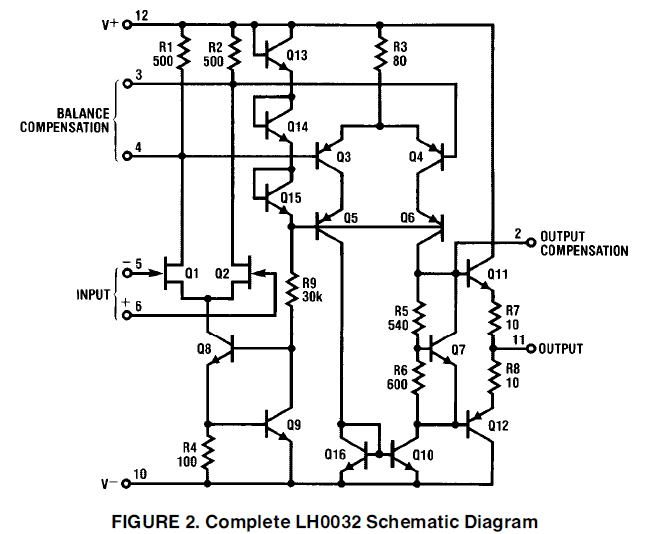 V+ 12
R1 500
R2 500
Q13
R3 80
3
BALANCE
COMPENSATION
Q14
4
Q3
Q4
Q15
Q5
Q6
2
OUTPUT
COMPENSATION
− 5
Q1
Q2
R9 30k
Q11
INPUT
+ 6
R5 540
R7 10
11
OUTPUT
Q8
Q7
R6 600
R8 10
Q9
Q12
R4 100
Q16
Q10
V− 10
FIGURE 2. Complete LH0032 Schematic Diagram